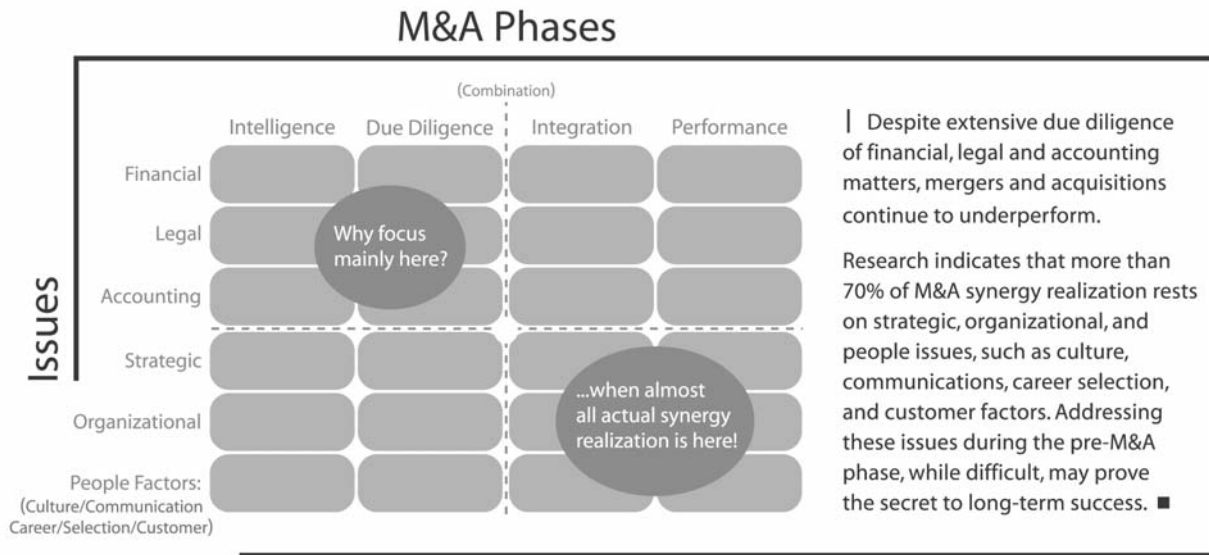 M&A Phases
(Combination)
Intelligence
Due Diligence
Integration
Performance
Issues
Financial
Legal
Accounting
Strategic
Organizational
People Factors:
(Culture/Communication
Career/Selection/Customer)
Why focus
mainly here?
...when almost
all actual synergy
realization is here!
| Despite extensive due diligence
of financial, legal and accounting
matters, mergers and acquisitions
continue to underperform.
Research indicates that more than
70% of M&A synergy realization rests
on strategic, organizational, and
people issues, such as culture,
communications, career selection,
and customer factors. Addressing
these issues during the pre-M&A
phase, while difficult, may prove
the secret to long-term success. ■